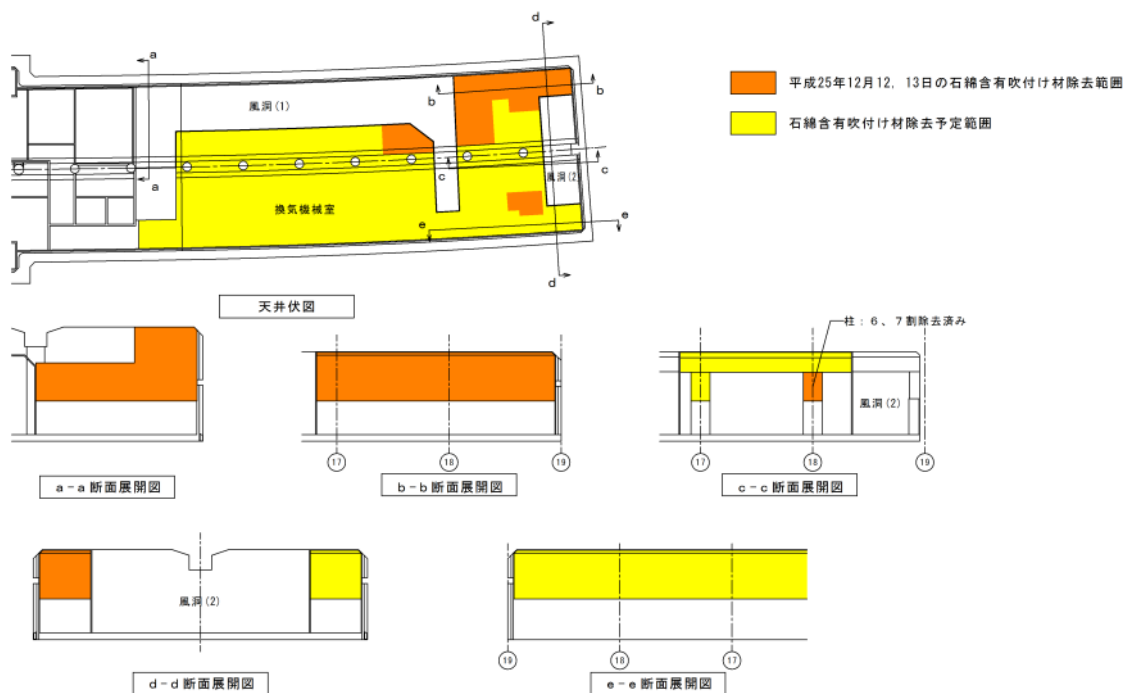 d
a
平成25年12月12, 13日の石綿含有吹付け材除去範囲
b
b
風洞(1)
石綿含有吹付け材除去予定範囲
c
c
風洞(2)
a
換気機械室
e
e
d
天井伏図
柱：６、７割除去済み
風洞(2)
17
18
19
17
18
19
a-a 断面展開図
b-b 断面展開図
c-c 断面展開図
風洞(2)
19
18
17
d-d 断面展開図
e-e 断面展開図